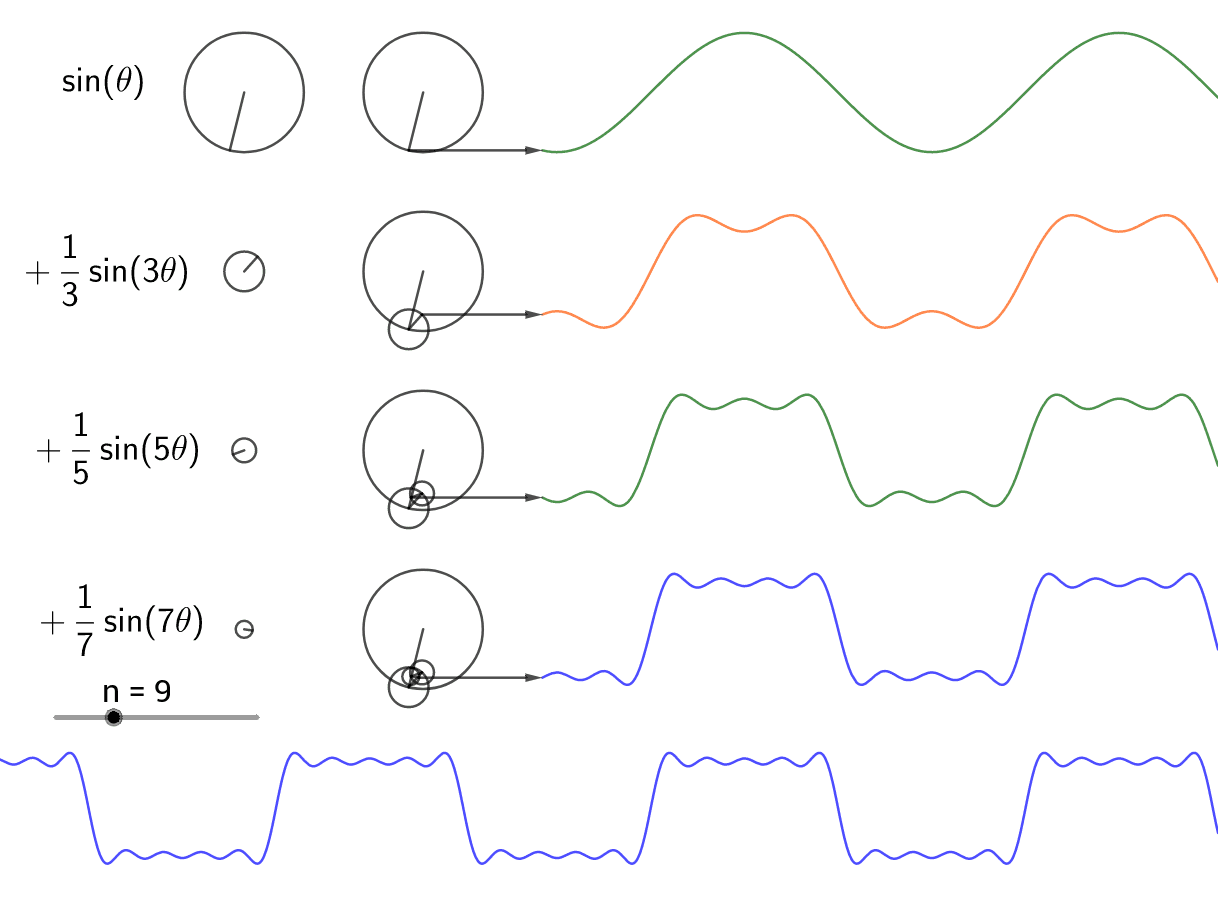 sin(θ)
+ 1/3 sin(3θ)
+ 1/5 sin(5θ)
+ 1/7 sin(7θ)
n = 9